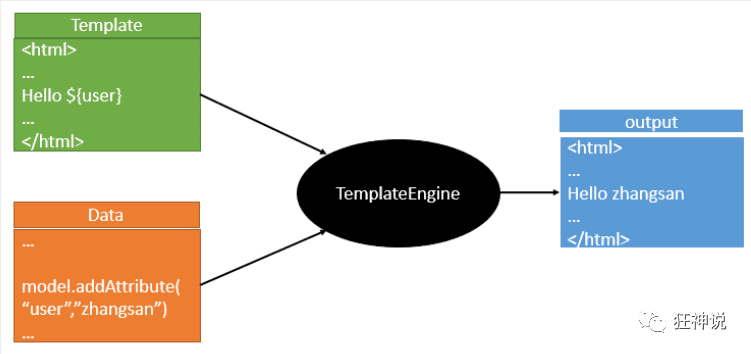 Template
<html>
...
Hello ${user}
...
</html>
Data
...
model.addAttribute(
“user”,”zhangsan”)
...
TemplateEngine
output
<html>
...
Hello zhangsan
...
</html>
狂神说